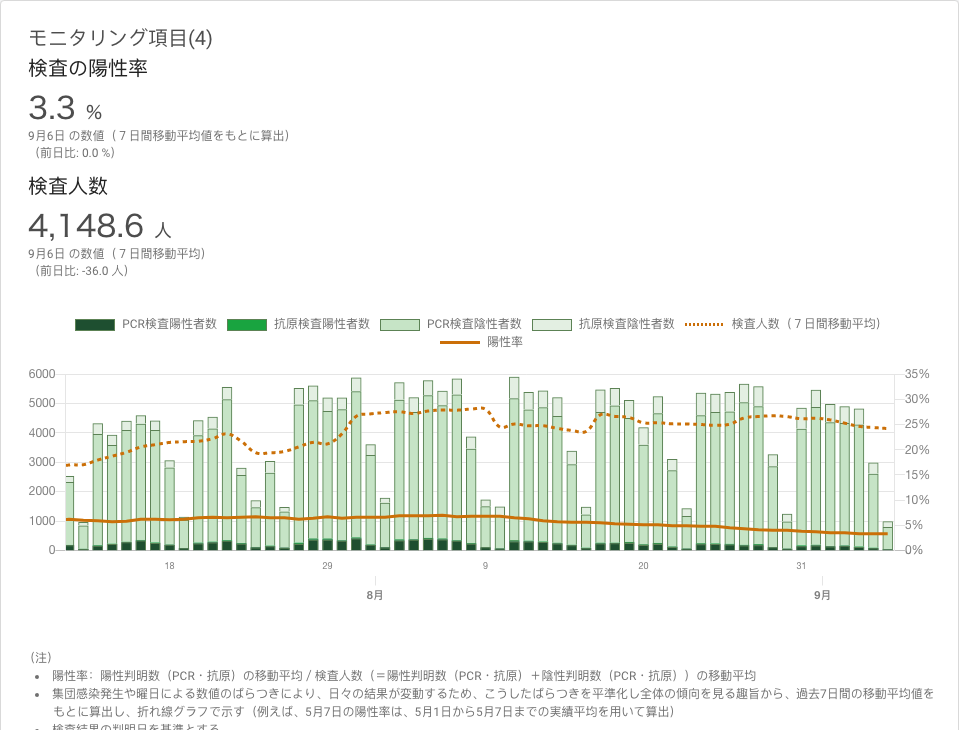 モニタリング項目(4)
検査の陽性率
3.3 %
9月6日 の数値（７日間移動平均値をもとに算出）
（前日比: 0.0 %）
検査人数
4,148.6 人
9月6日 の数値（７日間移動平均）
（前日比: -36.0 人）
PCR検査陽性者数 抗原検査陽性者数 PCR検査陰性者数 抗原検査陰性者数 検査人数（７日間移動平均）
陽性率
6000 35%
5000 30%
4000 25%
3000 20%
2000 15%
1000 10%
0 5%
0%
18 29 9 20 31
8月 9月
（注）
• 陽性率：陽性判明数（PCR・抗原）の移動平均 / 検査人数（＝陽性判明数（PCR・抗原）＋陰性判明数（PCR・抗原））の移動平均
• 集団感染発生や曜日による数値のばらつきにより、日々の結果が変動するため、こうしたばらつきを平準化し全体の傾向を見る趣旨から、過去7日間の移動平均値を
もとに算出し、折れ線グラフで示す（例えば、5月7日の陽性率は、5月1日から5月7日までの実績平均を用いて算出）
• 検査結果の判明日を基準とする